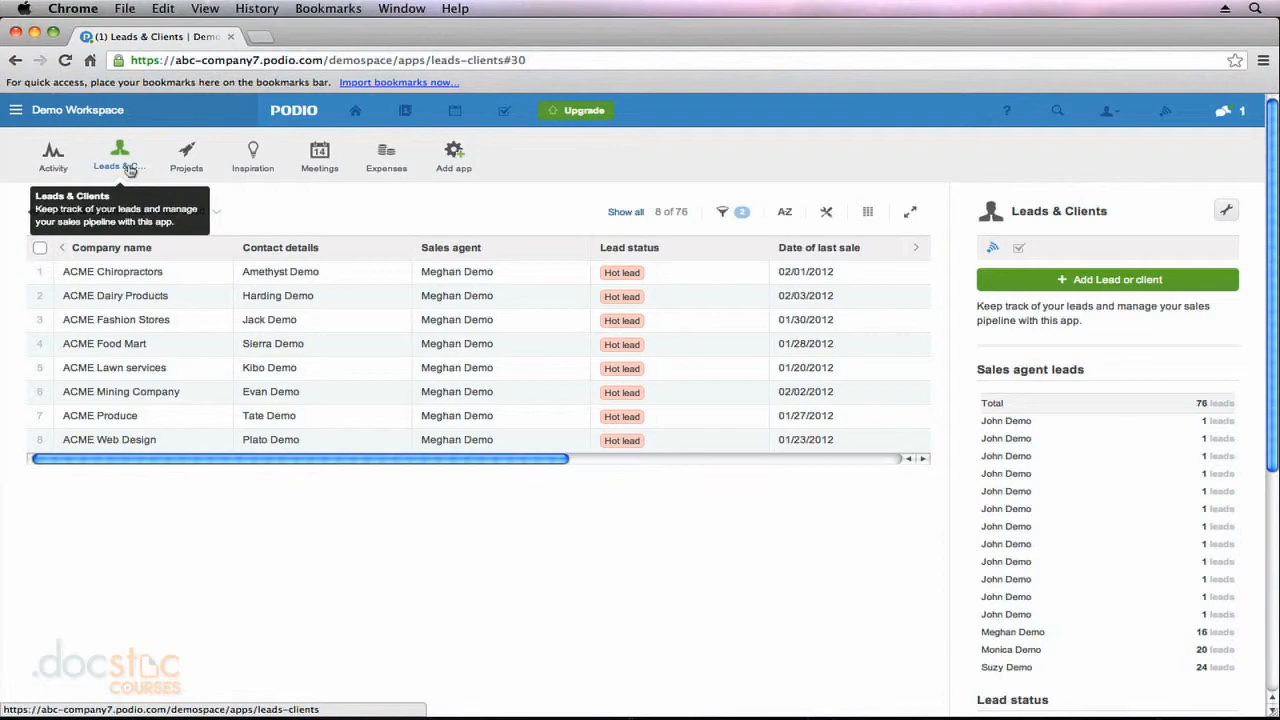 Chrome File Edit View History Bookmarks Window Help
(1) Leads & Clients | Demo
https://abc-company7.podio.com/demospace/apps/leads-clients#30
For quick access, place your bookmarks here on the bookmarks bar. Import bookmarks now...
Demo Workspace PODIO Upgrade ? 1
14
Activity Leads & C... Projects Inspiration Meetings Expenses Add app
Leads & Clients
Keep track of your leads and manage
your sales pipeline with this app.
Show all 8 of 76 2 A-Z
Company name Contact details Sales agent Lead status Date of last sale
1 ACME Chiropractors Amethyst Demo Meghan Demo Hot lead 02/01/2012
2 ACME Dairy Products Harding Demo Meghan Demo Hot lead 02/03/2012
3 ACME Fashion Stores Jack Demo Meghan Demo Hot lead 01/30/2012
4 ACME Food Mart Sierra Demo Meghan Demo Hot lead 01/28/2012
5 ACME Lawn services Kibo Demo Meghan Demo Hot lead 01/20/2012
6 ACME Mining Company Evan Demo Meghan Demo Hot lead 02/02/2012
7 ACME Produce Tate Demo Meghan Demo Hot lead 01/27/2012
8 ACME Web Design Plato Demo Meghan Demo Hot lead 01/23/2012
Leads & Clients
+ Add Lead or client
Keep track of your leads and manage your sales
pipeline with this app.
Sales agent leads
Total 76 leads
John Demo 1 leads
John Demo 1 leads
John Demo 1 leads
John Demo 1 leads
John Demo 1 leads
John Demo 1 leads
John Demo 1 leads
John Demo 1 leads
John Demo 1 leads
John Demo 1 leads
John Demo 1 leads
John Demo 1 leads
Meghan Demo 16 leads
Monica Demo 20 leads
Suzy Demo 24 leads
Lead status
.docstoc
COURSES
https://abc-company7.podio.com/demospace/apps/leads-clients